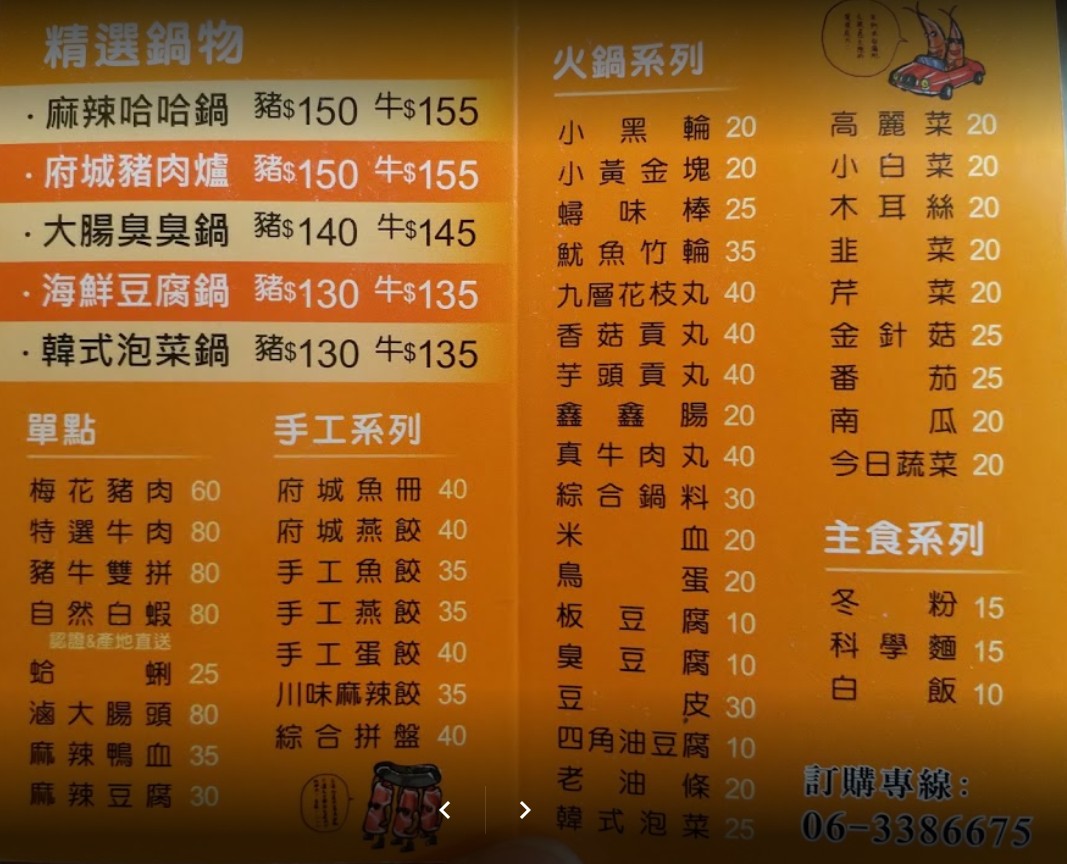 精選鍋物
·麻辣哈哈鍋 豬$150 牛$155
·府城豬肉爐 豬$150 牛$155
·大腸臭臭鍋 豬$140 牛$145
·海鮮豆腐鍋 豬$130 牛$135
·韓式泡菜鍋 豬$130 牛$135
單點
梅花豬肉 60
特選牛肉 80
豬牛雙拼 80
自然白蝦 80
認證&產地直送
蛤蜊 25
滷大腸頭 80
麻辣鴨血 35
麻辣豆腐 30
手工系列
府城魚冊 40
府城燕餃 40
手工魚餃 35
手工燕餃 35
手工蛋餃 40
川味麻辣餃 35
綜合拼盤 40
火鍋系列
小黑輪 20
小黃金塊 20
蟳味棒 25
魷魚竹輪 35
九層花枝丸 40
香菇貢丸 40
芋頭貢丸 40
鑫鑫腸 20
真牛肉丸 40
綜合鍋料 30
米血 20
鳥蛋 20
板豆腐 10
臭豆腐 10
豆皮 30
四角油豆腐 10
老油條 20
韓式泡菜 25
高麗菜 20
小白菜 20
木耳絲 20
韭菜 20
芹菜 20
金針菇 25
番茄 25
南瓜 20
今日蔬菜 20
主食系列
冬粉 15
科學麵 15
白飯 10
訂購專線:
06-3386675